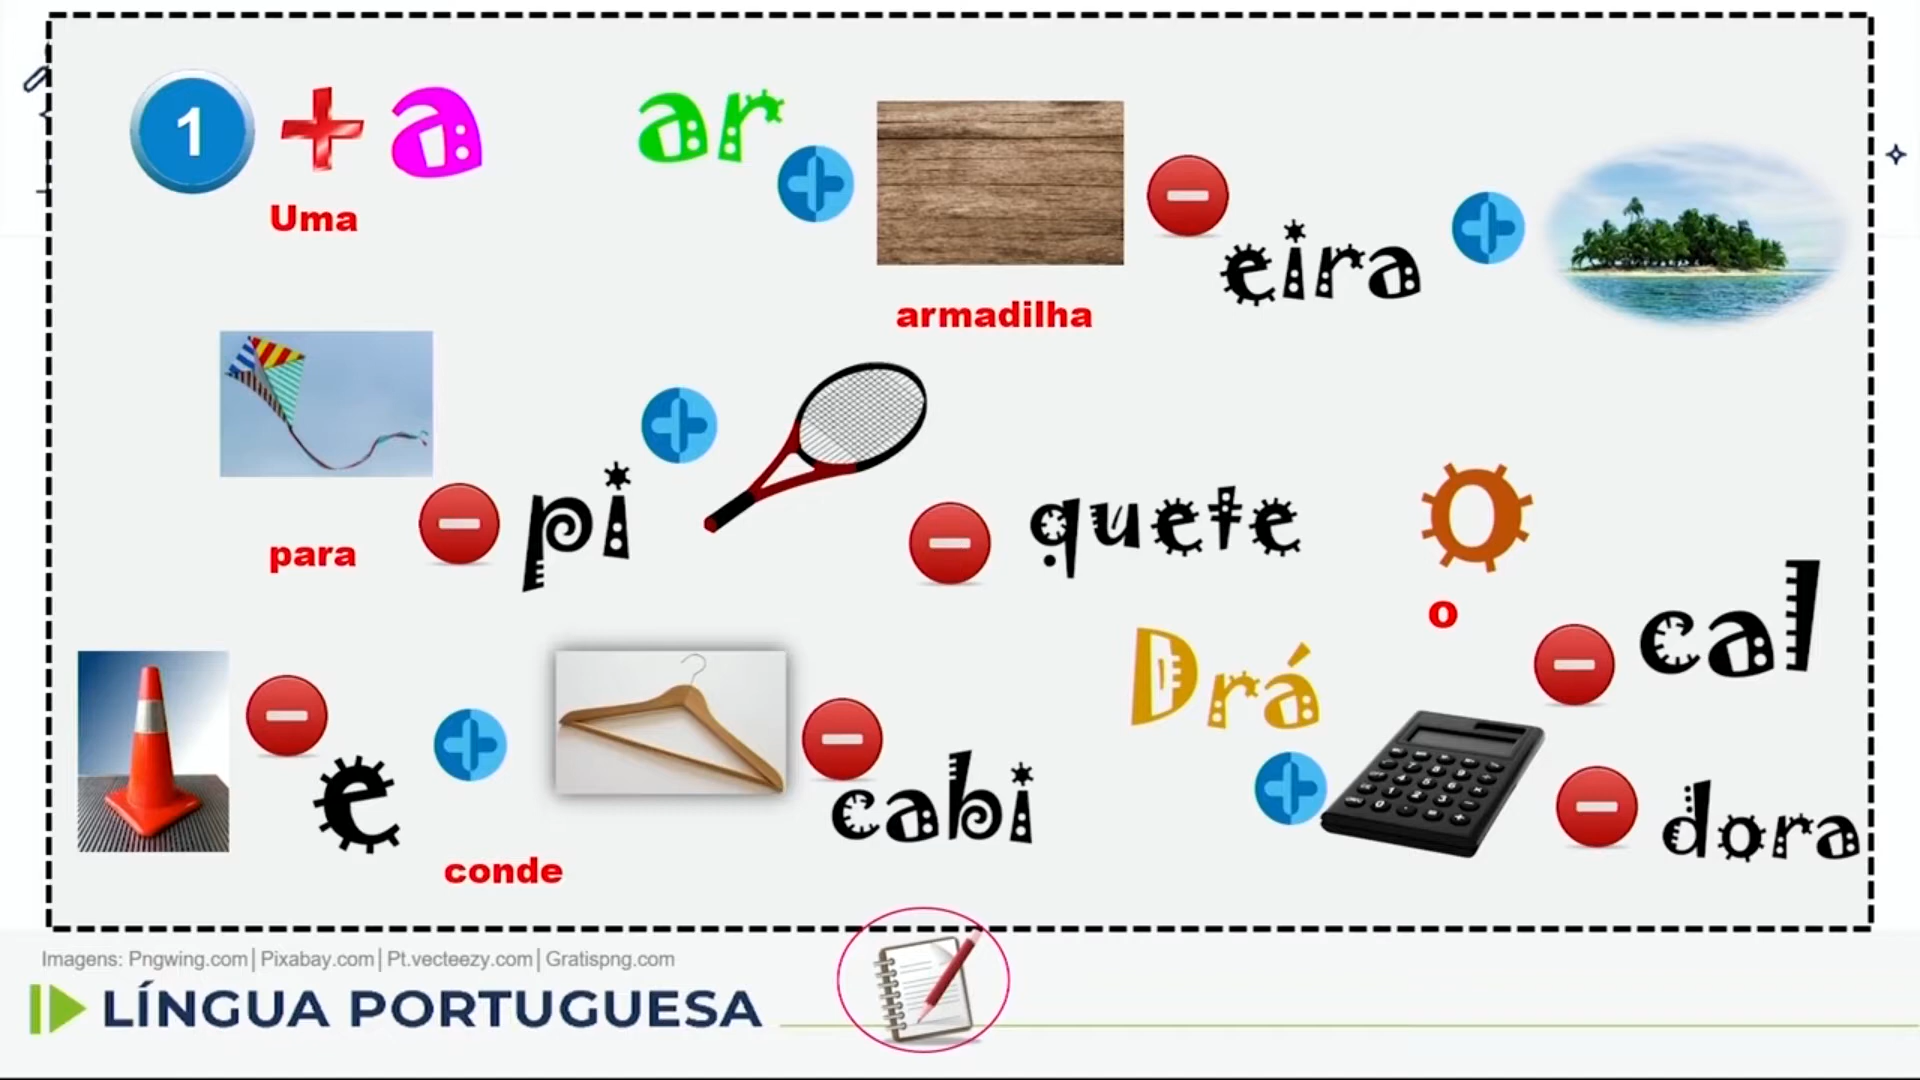 1 + a
Uma
ar
eira
armadilha
pi
quete
para
O
o
cal
e
cabi
conde
Drá
dora
Imagens: Pngwing.com| Pixabay.com| Pt.vecteezy.com| Gratispng.com
LÍNGUA PORTUGUESA